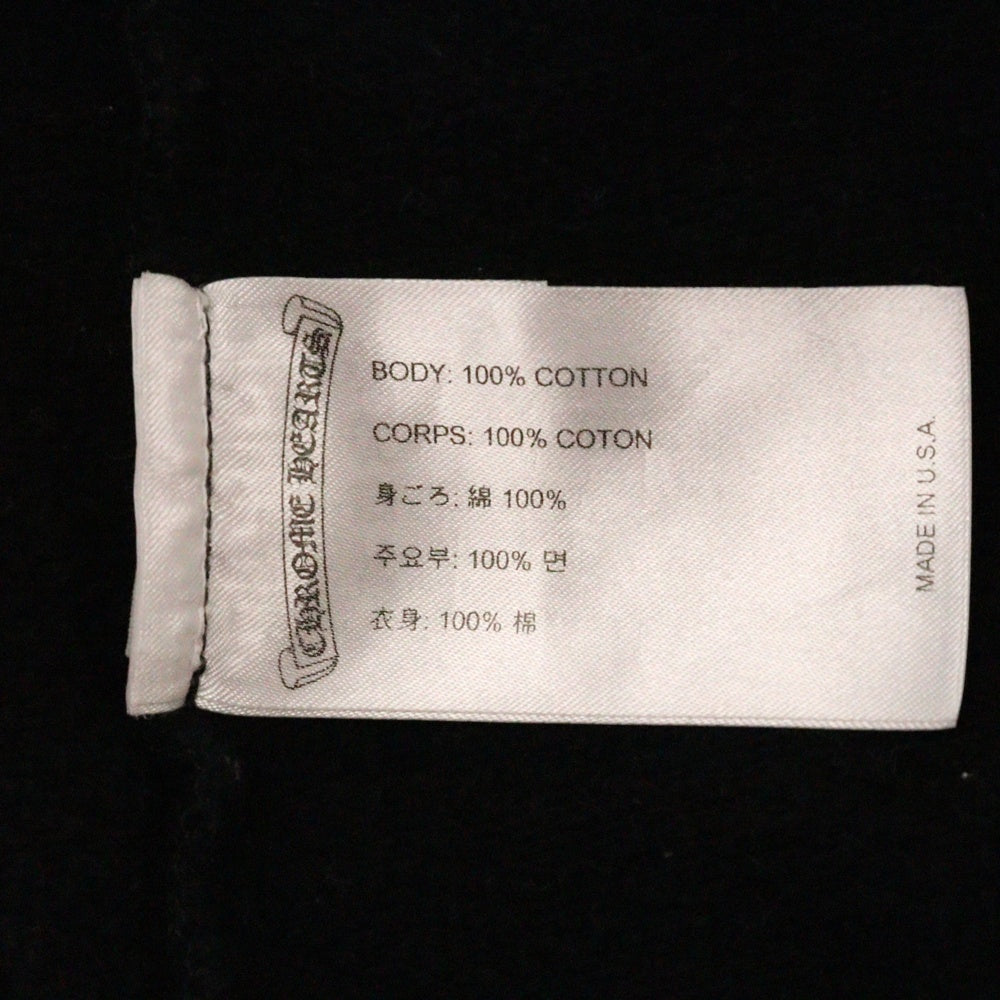 CHROME HEARTS
BODY: 100% COTTON
CORPS: 100% COTON
身ごろ: 綿 100%
주요부: 100% 면
衣身: 100% 棉
MADE IN U.S.A.